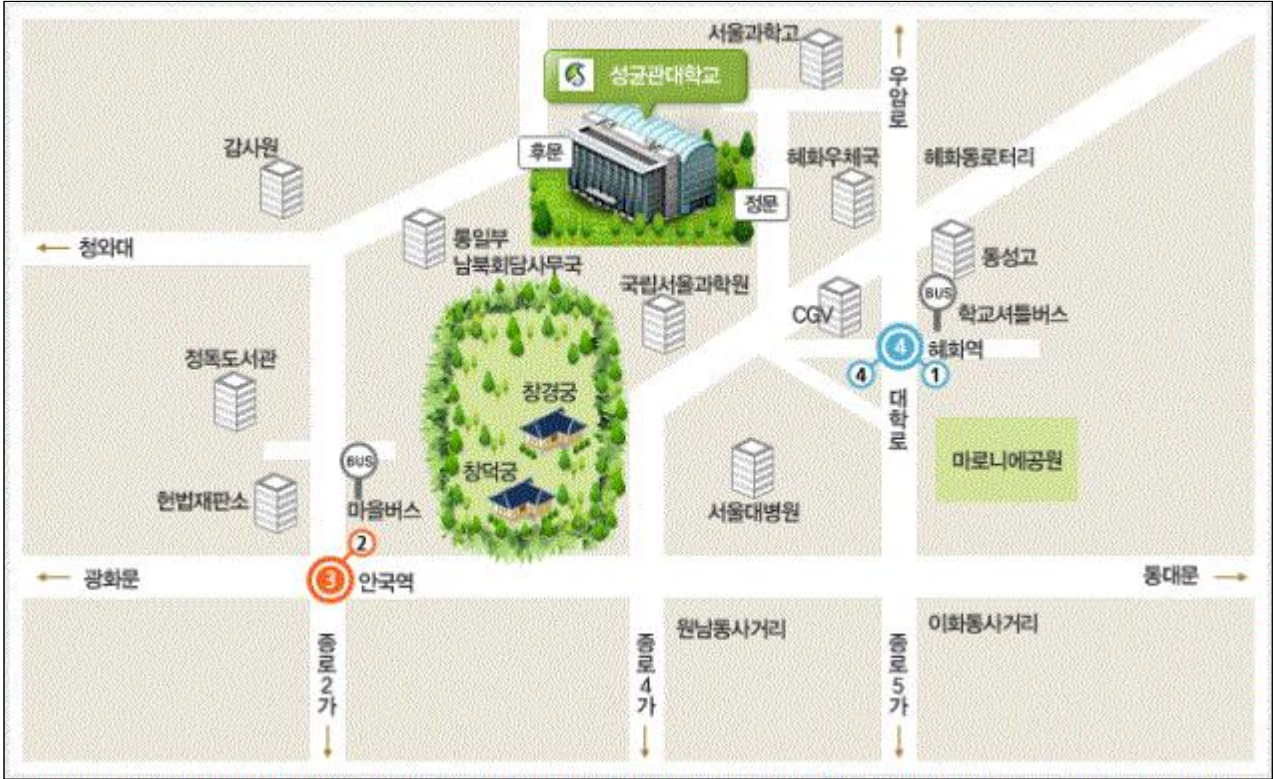 서울과학고
성균관대학교
우암로
감사원
후문
혜화우체국
혜화동로터리
정문
청와대
통일부
남북회담사무국
동성고
국립서울과학원
BUS
CGV
학교셔틀버스
4
혜화역
4
1
정독도서관
창경궁
대학로
마로니에공원
BUS
창덕궁
헌법재판소
마을버스
서울대병원
2
광화문
3
안국역
동대문
원남동사거리
이화동사거리
종로2가
종로4가
종로5가